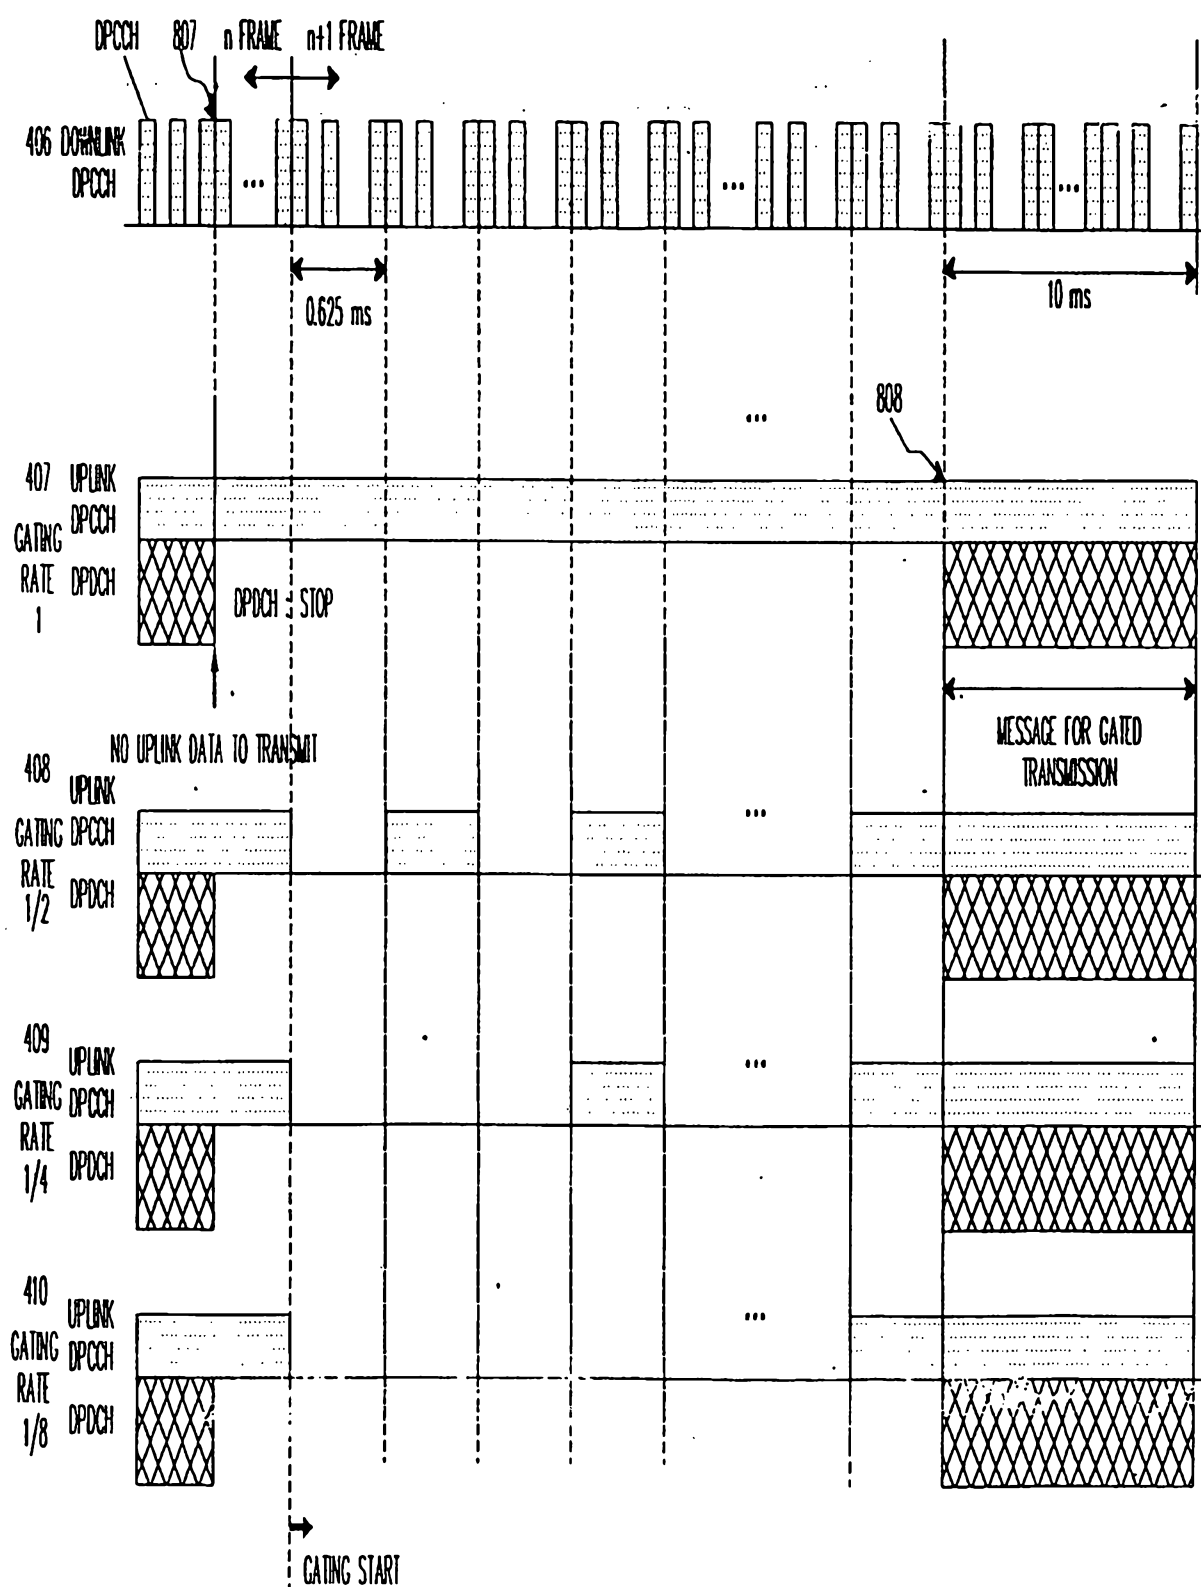 DPCCH 807 n FRAME n+1 FRAME
406 DOWNLINK
DPCCH
...
...
...
0.625 ms
10 ms
...
808
407 UPLINK
DPCCH
GATING
RATE DPDCH
1
DPDCH : STOP
NO UPLINK DATA TO TRANSMIT
MESSAGE FOR GATED
TRANSMISSION
408
UPLINK
...
GATING DPCCH
RATE
1/2 DPDCH
409
UPLINK
...
GATING DPCCH
RATE
1/4 DPDCH
410
UPLINK
...
GATING DPCCH
RATE
1/8 DPDCH
GATING START